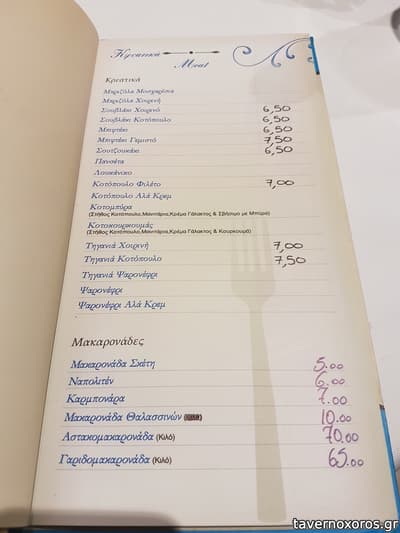 Κρεατικά
Meat
Κρεατικά
Μπριζόλα Μοσχαρίσια
Μπριζόλα Χοιρινή
Σουβλάκι Χοιρινό 6,50
Σουβλάκι Κοτόπουλο 6,50
Μπιφτέκι 6,50
Μπιφτέκι Γεμιστό 7,50
Σουτζουκάκι 6,50
Πανσέτα
Λουκάνικο
Κοτόπουλο Φιλέτο 7,00
Κοτόπουλο Αλά Κρεμ
Κοτομπύρα
(Στήθος Κοτόπουλο,Μανιτάρια,Κρέμα Γάλακτος & Σβήσιμο με Μπύρα)
Κοτοκουρκουμάς
(Στήθος Κοτόπουλο,Μανιτάρια,Κρέμα Γάλακτος & Κουρκουμά)
Τηγανιά Χοιρινή 7,00
Τηγανιά Κοτόπουλο 7,50
Τηγανιά Ψαρονέφρι
Ψαρονέφρι
Ψαρονέφρι Αλά Κρεμ
Μακαρονάδες
Μακαρονάδα Σκέτη 5.00
Ναπολιτέν 6.00
Καρμπονάρα 7.00
Μακαρονάδα Θαλασσινών 10.00
Αστακομακαρονάδα (Κιλό) 70.00
Γαριδομακαρονάδα (Κιλό) 65.00
tavernoxoros.gr